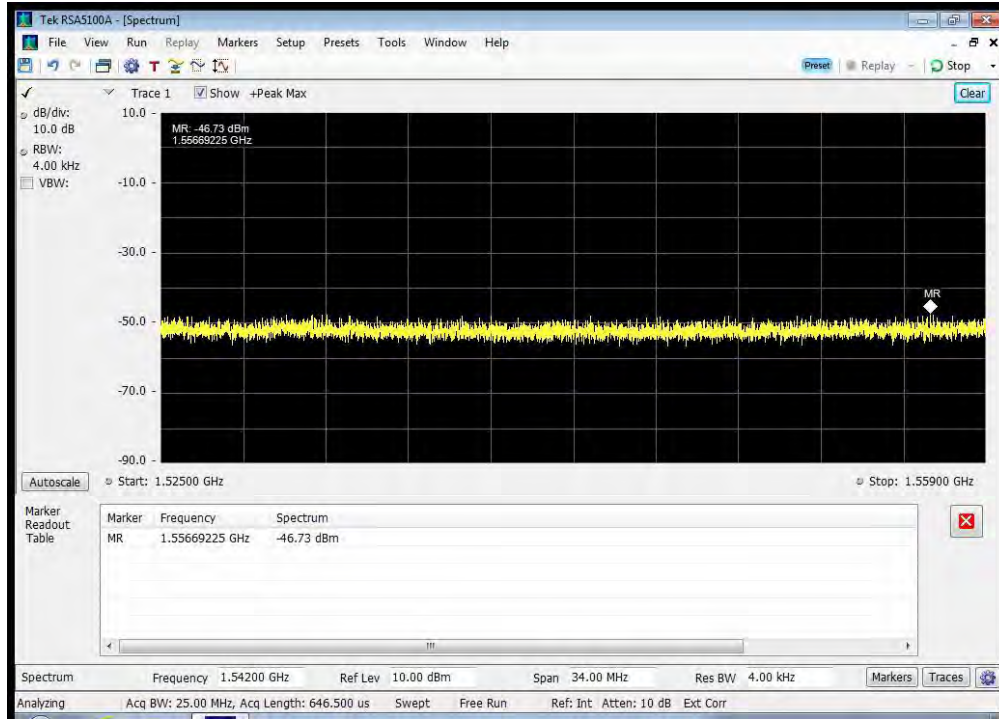 Tek RSA5100A - [Spectrum]
File View Run Replay Markers Setup Presets Tools Window Help
T Preset Replay Stop
Trace 1 Show +Peak Max Clear
dB/div:
10.0 dB
RBW:
4.00 kHz
VBW:
10.0
-10.0
-30.0
-50.0
-70.0
-90.0
MR: -46.73 dBm
1.55669225 GHz
MR
Autoscale Start: 1.52500 GHz Stop: 1.55900 GHz
Marker
Readout
Table
Marker Frequency Spectrum
MR 1.55669225 GHz -46.73 dBm
Spectrum Frequency 1.54200 GHz Ref Lev 10.00 dBm Span 34.00 MHz Res BW 4.00 kHz Markers Traces
Analyzing Acq BW: 25.00 MHz, Acq Length: 646.500 us Swept Free Run Ref: Int Atten: 10 dB Ext Corr